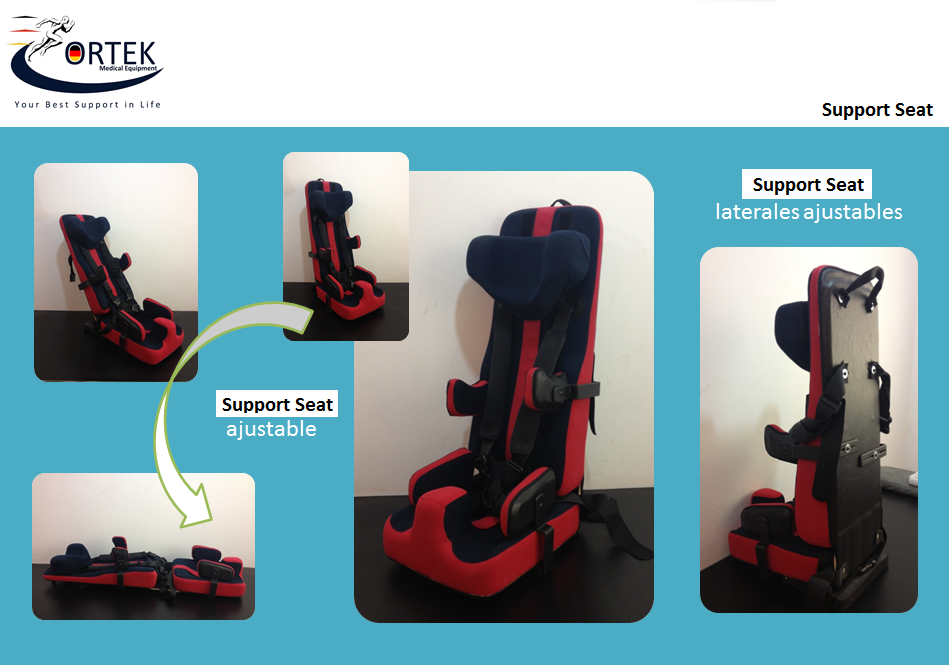 ORTEK
Medical Equipment
Your Best Support in Life
Support Seat
Support Seat
laterales ajustables
Support Seat
ajustable